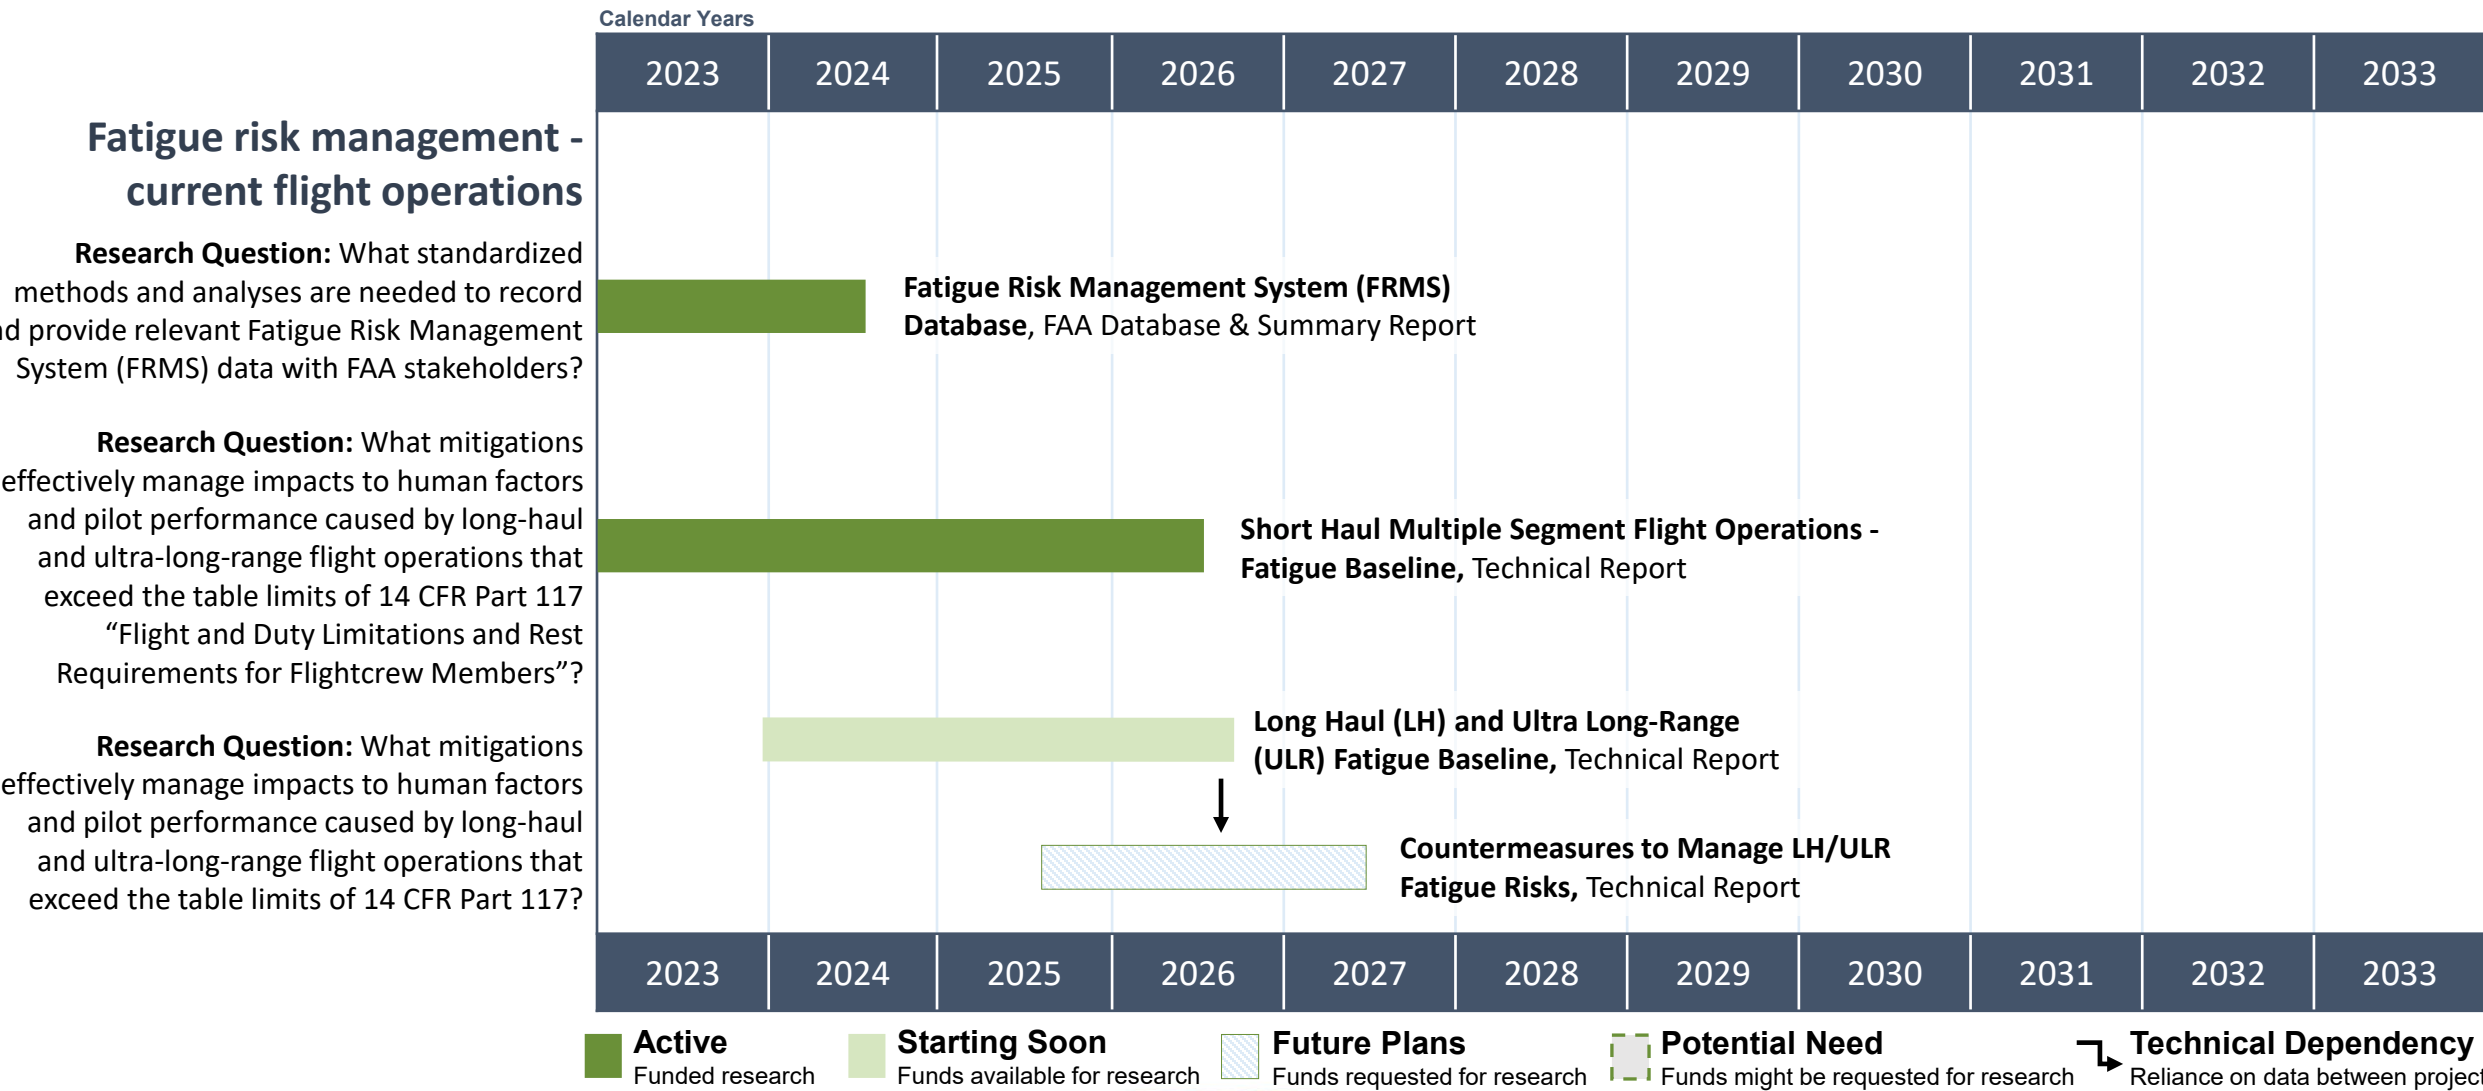 Calendar Years
2023 2024 2025 2026 2027 2028 2029 2030 2031 2032 2033
Fatigue risk management -
current flight operations
Research Question: What standardized
methods and analyses are needed to record
provide relevant Fatigue Risk Management
System (FRMS) data with FAA stakeholders?
Fatigue Risk Management System (FRMS)
Database, FAA Database & Summary Report
Research Question: What mitigations
effectively manage impacts to human factors
and pilot performance caused by long-haul
and ultra-long-range flight operations that
exceed the table limits of 14 CFR Part 117
“Flight and Duty Limitations and Rest
Requirements for Flightcrew Members”?
Short Haul Multiple Segment Flight Operations -
Fatigue Baseline, Technical Report
Research Question: What mitigations
effectively manage impacts to human factors
and pilot performance caused by long-haul
and ultra-long-range flight operations that
exceed the table limits of 14 CFR Part 117?
Long Haul (LH) and Ultra Long-Range
(ULR) Fatigue Baseline, Technical Report
Countermeasures to Manage LH/ULR
Fatigue Risks, Technical Report
2023 2024 2025 2026 2027 2028 2029 2030 2031 2032 2033
Active
Funded research
Starting Soon
Funds available for research
Future Plans
Funds requested for research
Potential Need
Funds might be requested for research
Technical Dependency
Reliance on data between project